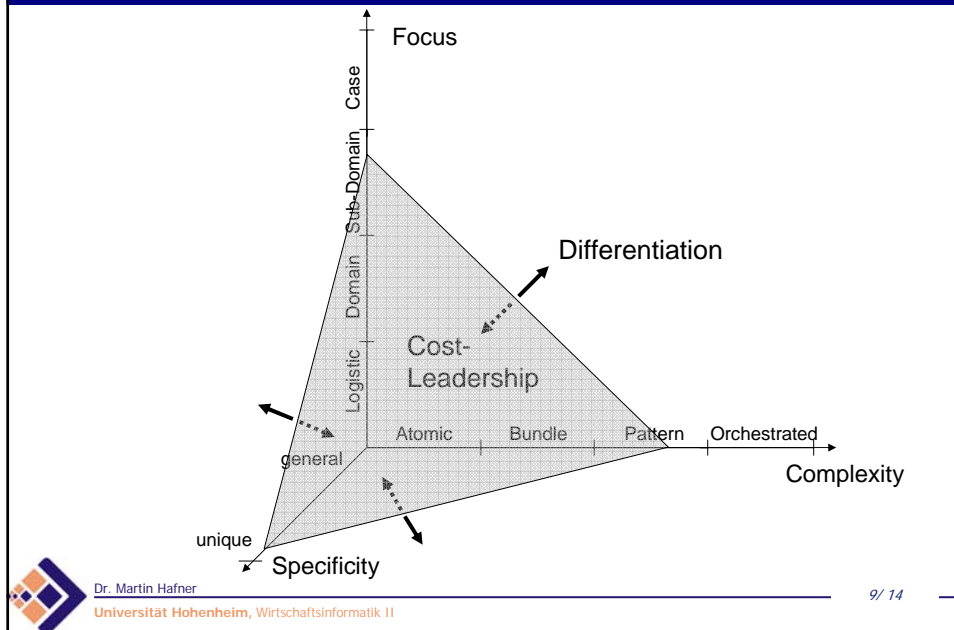 Focus
Case
Sub-Domain
Domain
Logistic
Differentiation
Cost-
Leadership
Atomic
Bundle
Pattern
Orchestrated
Complexity
general
unique
Specificity
Dr. Martin Hafner
9/ 14
Universität Hohenheim, Wirtschaftsinformatik II